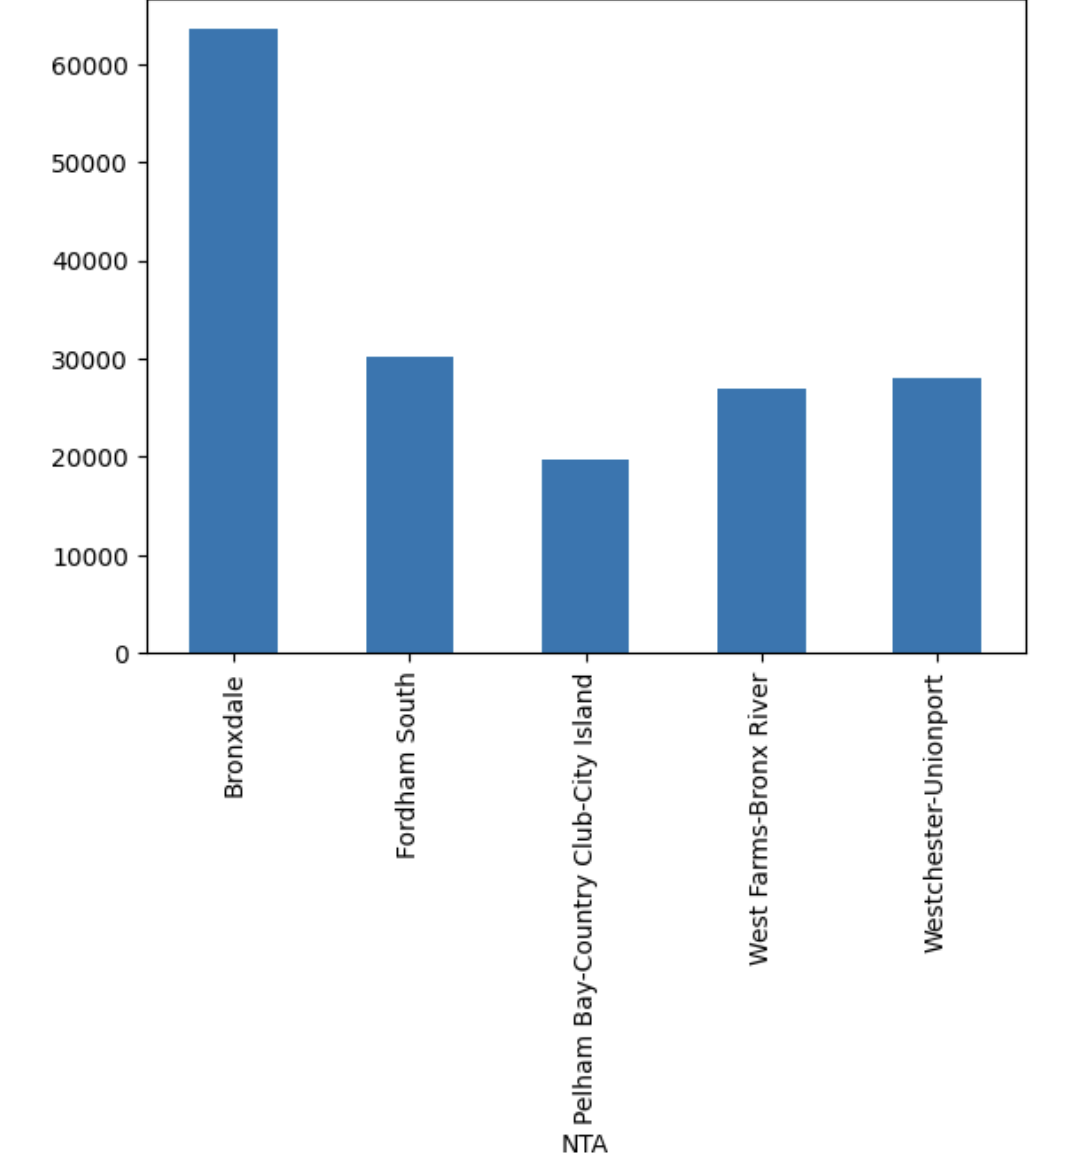 60000
50000
40000
30000
20000
10000
0
Bronxdale
Fordham South
Pelham Bay-Country Club-City Island
West Farms-Bronx River
Westchester-Unionport
NTA